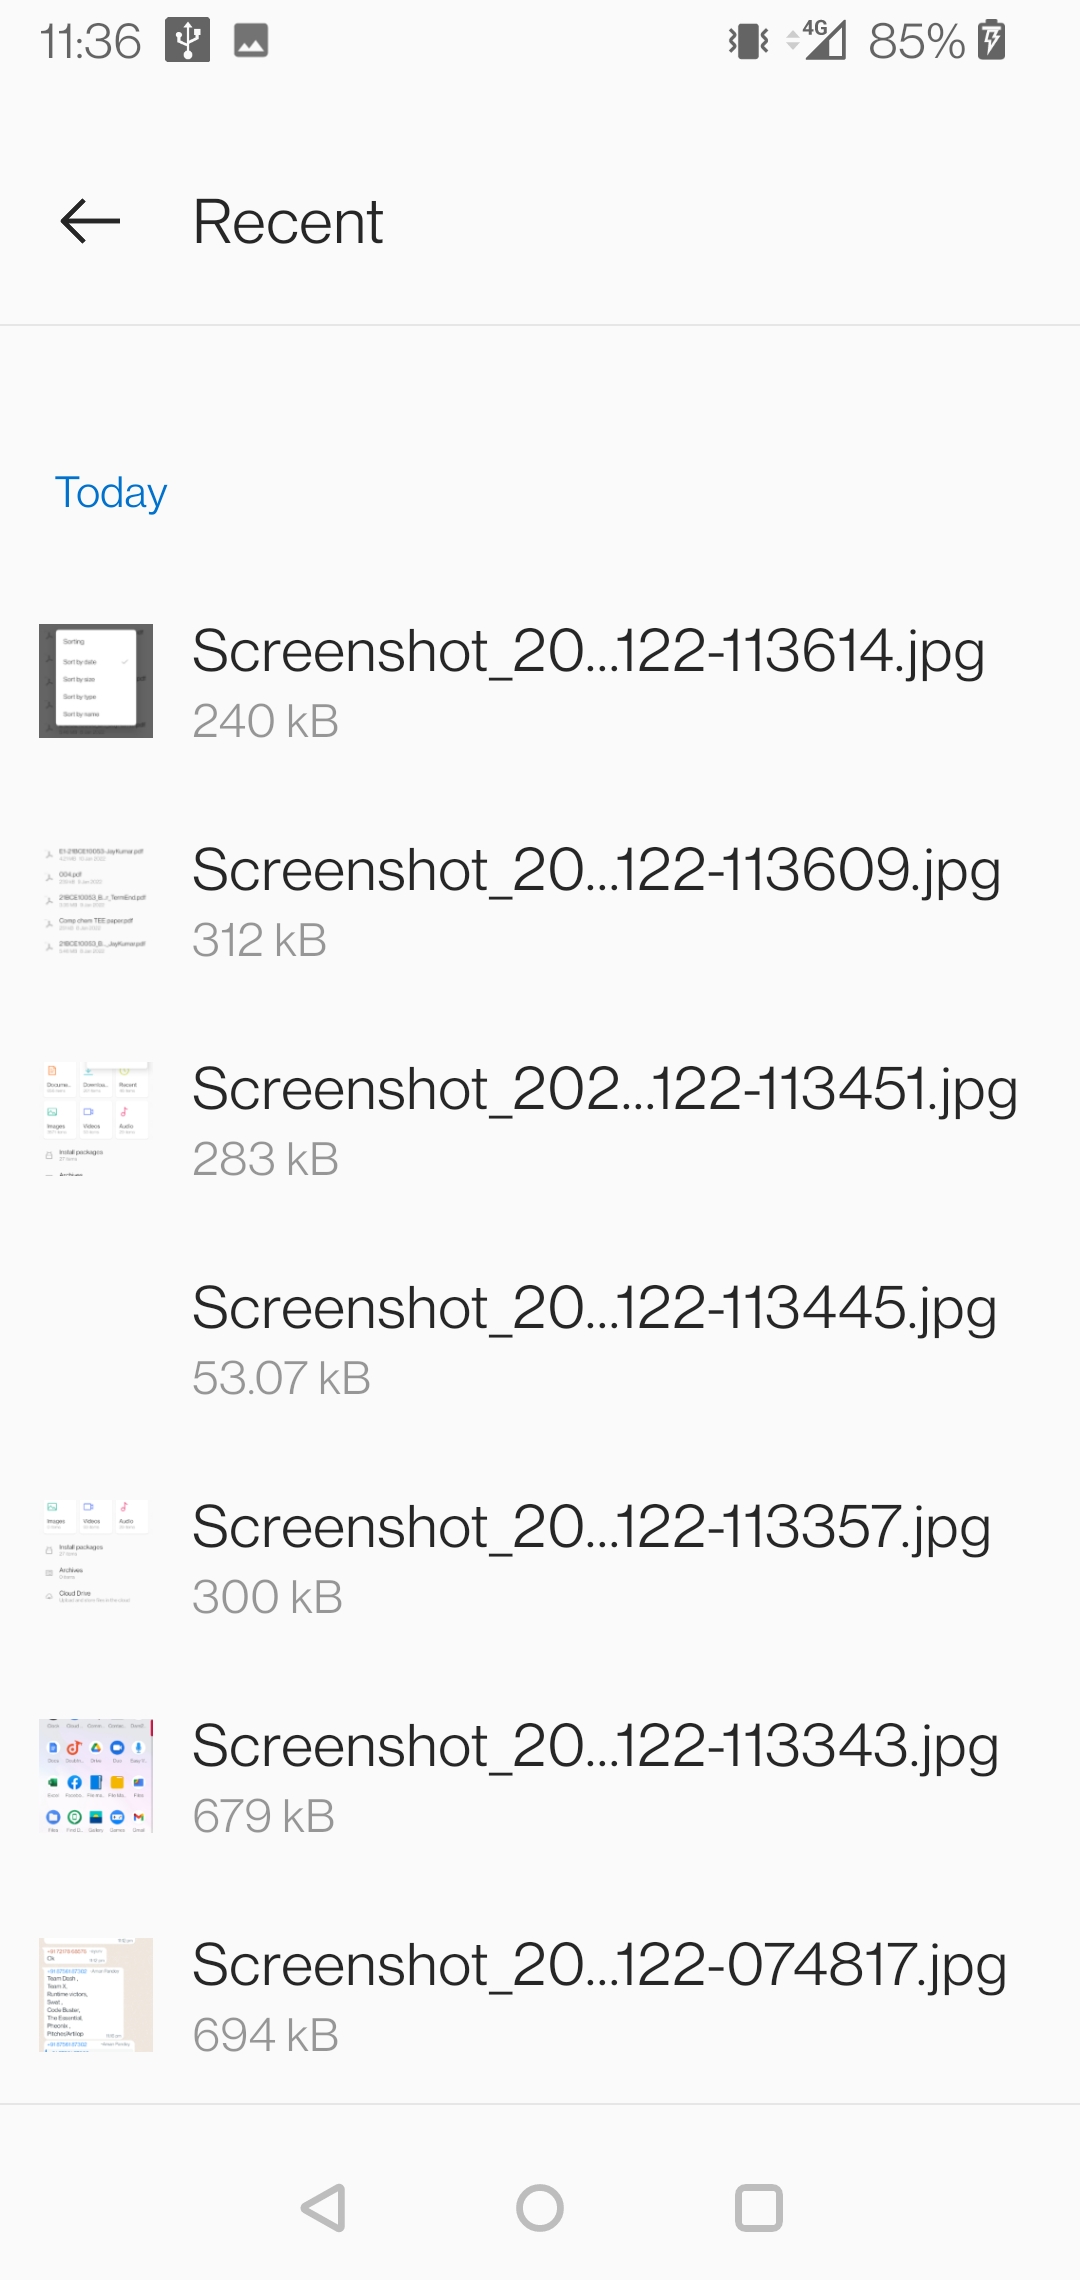 11:36 4G 85%
Recent
Today
Screenshot_20...122-113614.jpg
240 kB
Screenshot_20...122-113609.jpg
312 kB
Screenshot_202...122-113451.jpg
283 kB
Screenshot_20...122-113445.jpg
53.07 kB
Screenshot_20...122-113357.jpg
300 kB
Screenshot_20...122-113343.jpg
679 kB
Screenshot_20...122-074817.jpg
694 kB